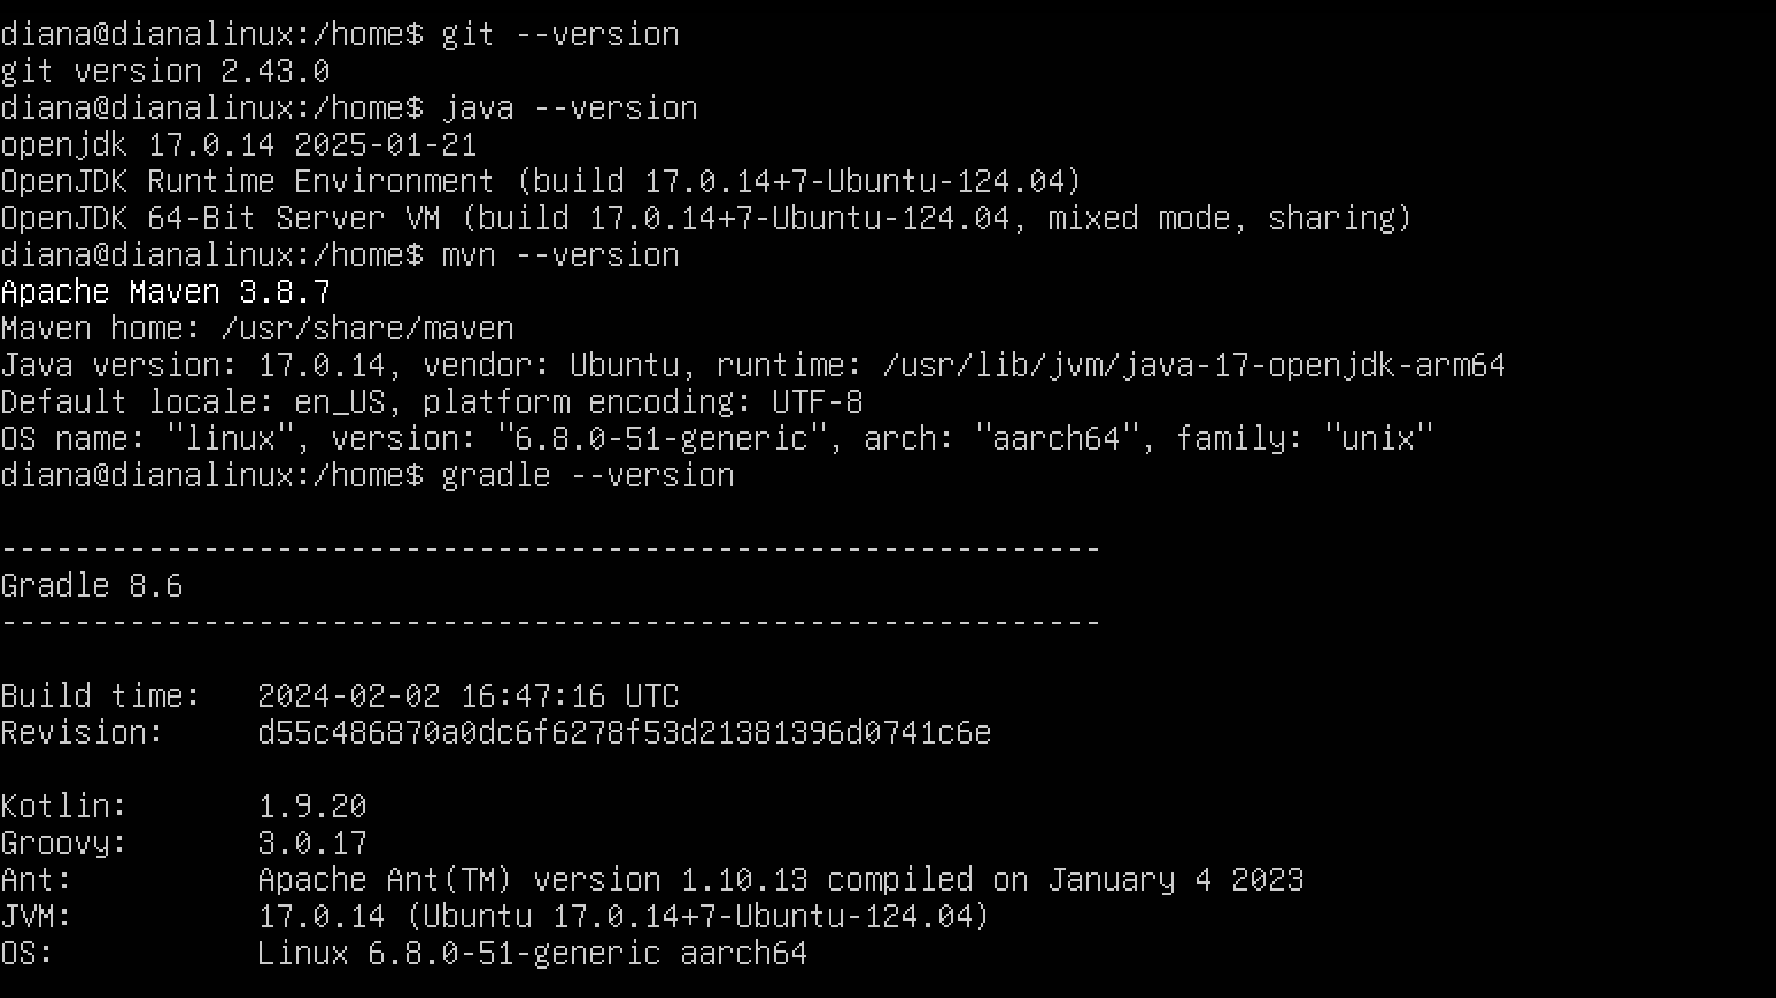 diana@dianalinux:/home$ git --version
git version 2.43.0
diana@dianalinux:/home$ java --version
openjdk 17.0.14 2025-01-21
OpenJDK Runtime Environment (build 17.0.14+7-Ubuntu-124.04)
OpenJDK 64-Bit Server VM (build 17.0.14+7-Ubuntu-124.04, mixed mode, sharing)
diana@dianalinux:/home$ mvn --version
Apache Maven 3.8.7
Maven home: /usr/share/maven
Java version: 17.0.14, vendor: Ubuntu, runtime: /usr/lib/jvm/java-17-openjdk-arm64
Default locale: en_US, platform encoding: UTF-8
OS name: "linux", version: "6.8.0-51-generic", arch: "aarch64", family: "unix"
diana@dianalinux:/home$ gradle --version
------------------------------------------------------------
Gradle 8.6
------------------------------------------------------------
Build time:   2024-02-02 16:47:16 UTC
Revision:     d55c486870a0dc6f6278f53d21381396d0741c6e
Kotlin:       1.9.20
Groovy:       3.0.17
Ant:          Apache Ant(TM) version 1.10.13 compiled on January 4 2023
JVM:          17.0.14 (Ubuntu 17.0.14+7-Ubuntu-124.04)
OS:           Linux 6.8.0-51-generic aarch64